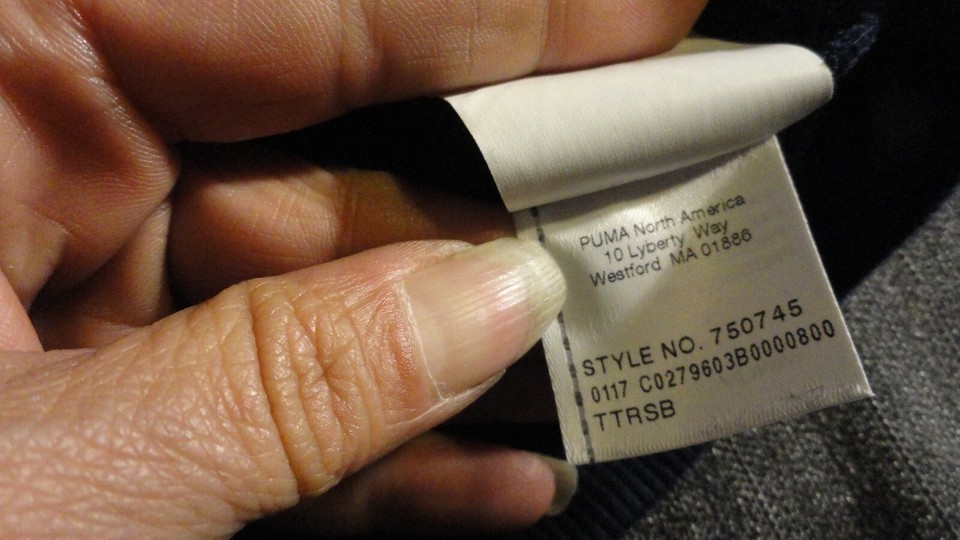 PUMA North America
10 Lyberty Way
Westford MA 01886
STYLE NO. 750745
0117 C0279603B0000800
TTRSB